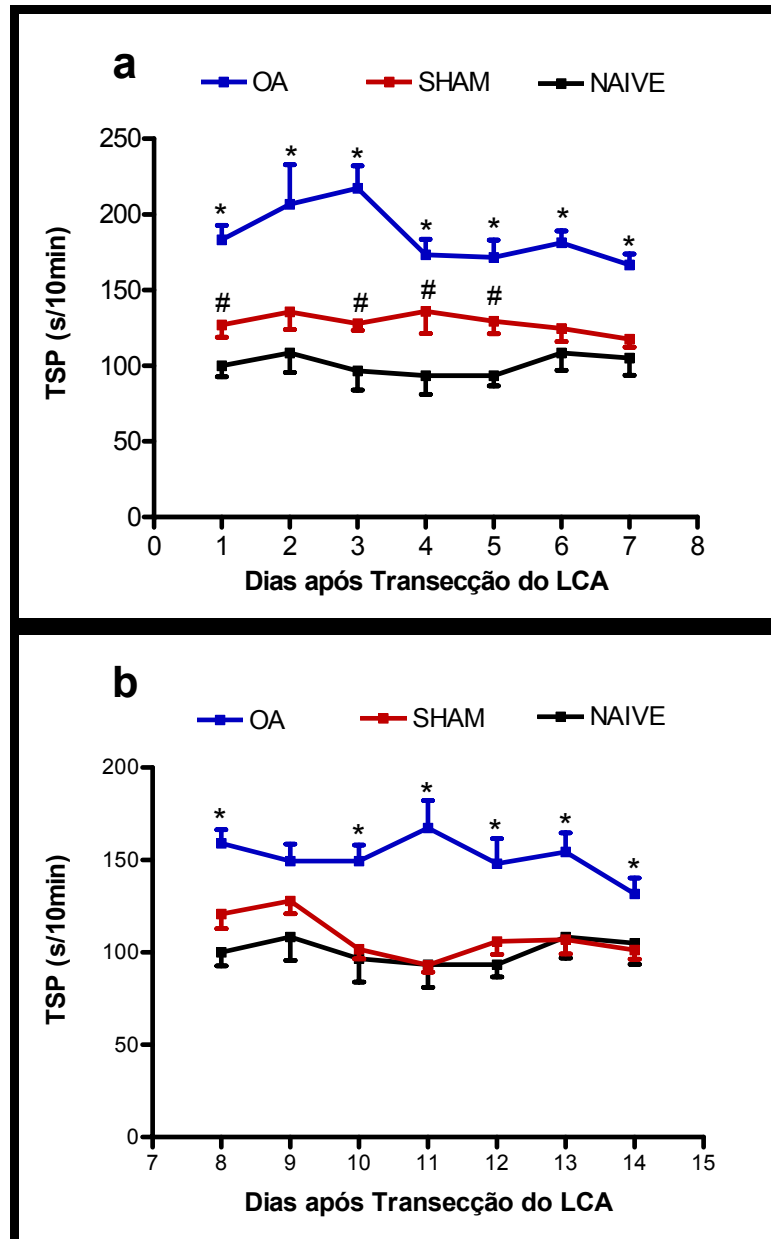 a
OA SHAM NAIVE
250
200
150
100
50
0
* * * * * * *
# # # #
TSP (s/10min)
0 1 2 3 4 5 6 7 8
Dias após Transecção do LCA
b
OA SHAM NAIVE
200
150
100
50
0
* * * * * *
TSP (s/10min)
7 8 9 10 11 12 13 14 15
Dias após Transecção do LCA